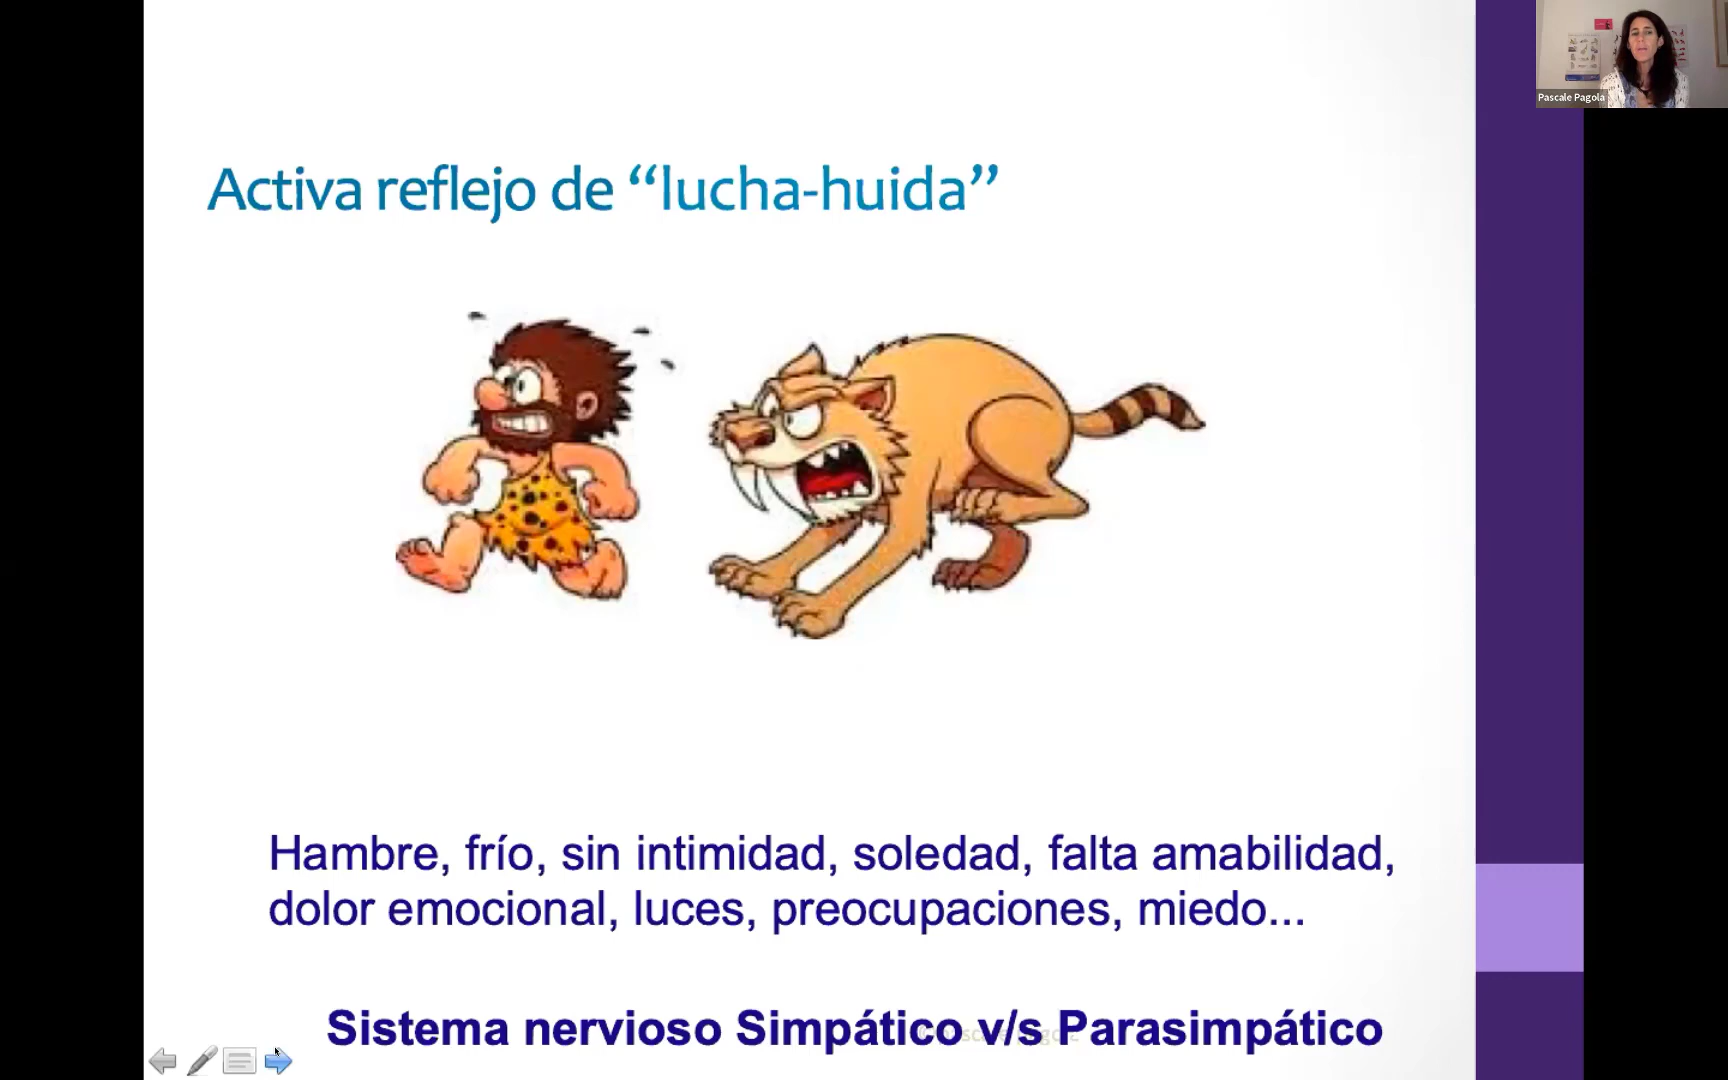 Pascale Pagola
Activa reflejo de “lucha-huida”
Hambre, frío, sin intimidad, soledad, falta amabilidad,
dolor emocional, luces, preocupaciones, miedo...
Sistema nervioso Simpático v/s Parasimpático